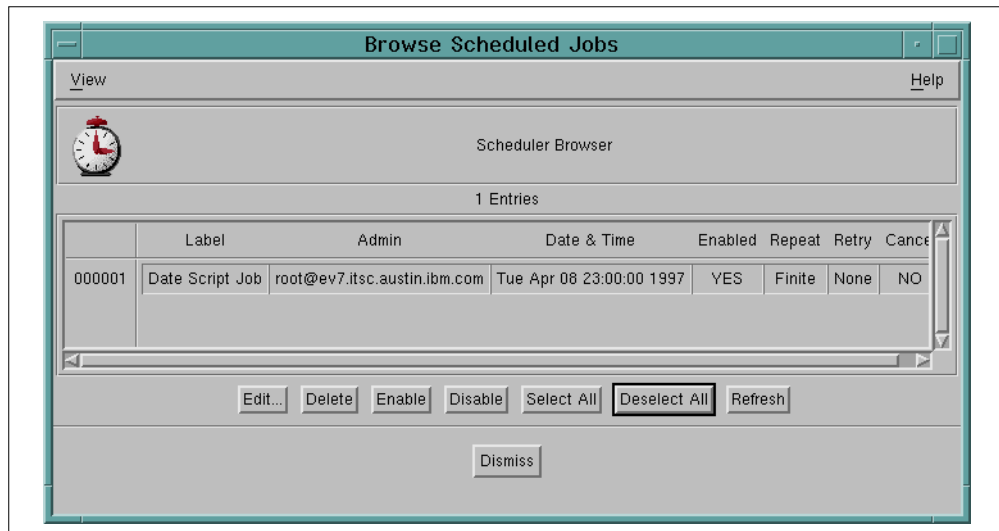 Browse Scheduled Jobs
View Help
Scheduler Browser
1 Entries
Label Admin Date & Time Enabled Repeat Retry Cance
000001 Date Script Job root@ev7.itsc.austin.ibm.com Tue Apr 08 23:00:00 1997 YES Finite None NO
Edit... Delete Enable Disable Select All Deselect All Refresh
Dismiss